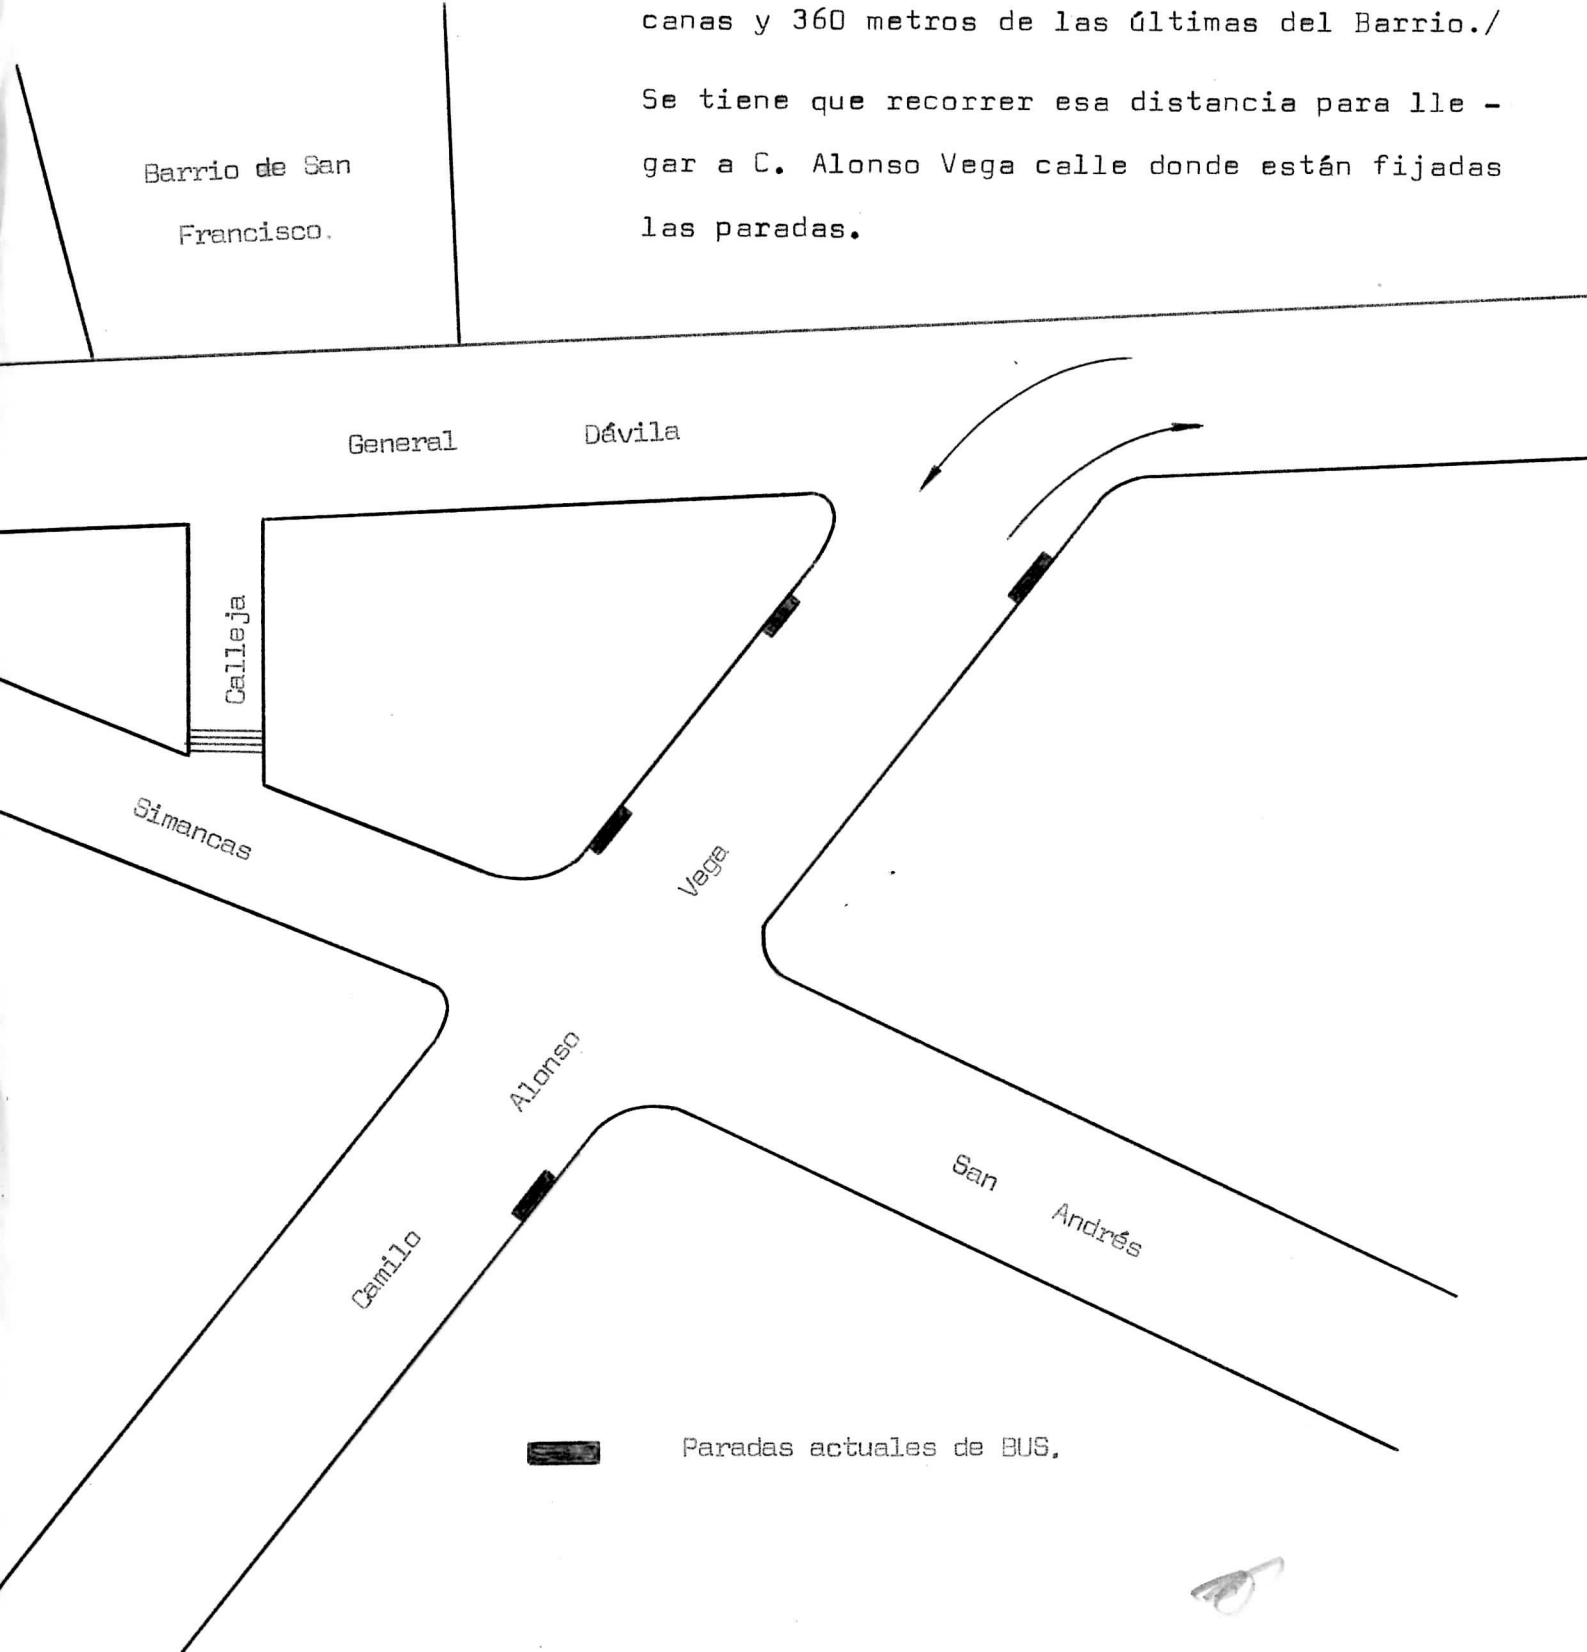 canas y 360 metros de las últimas del Barrio./
Se tiene que recorrer esa distancia para lle -
gar a C. Alonso Vega calle donde están fijadas
las paradas.
Barrio de San
Francisco.
General Dávila
Calleja
Simancas
Vega
Alonso
Camilo
San
Andrés
Paradas actuales de BUS.